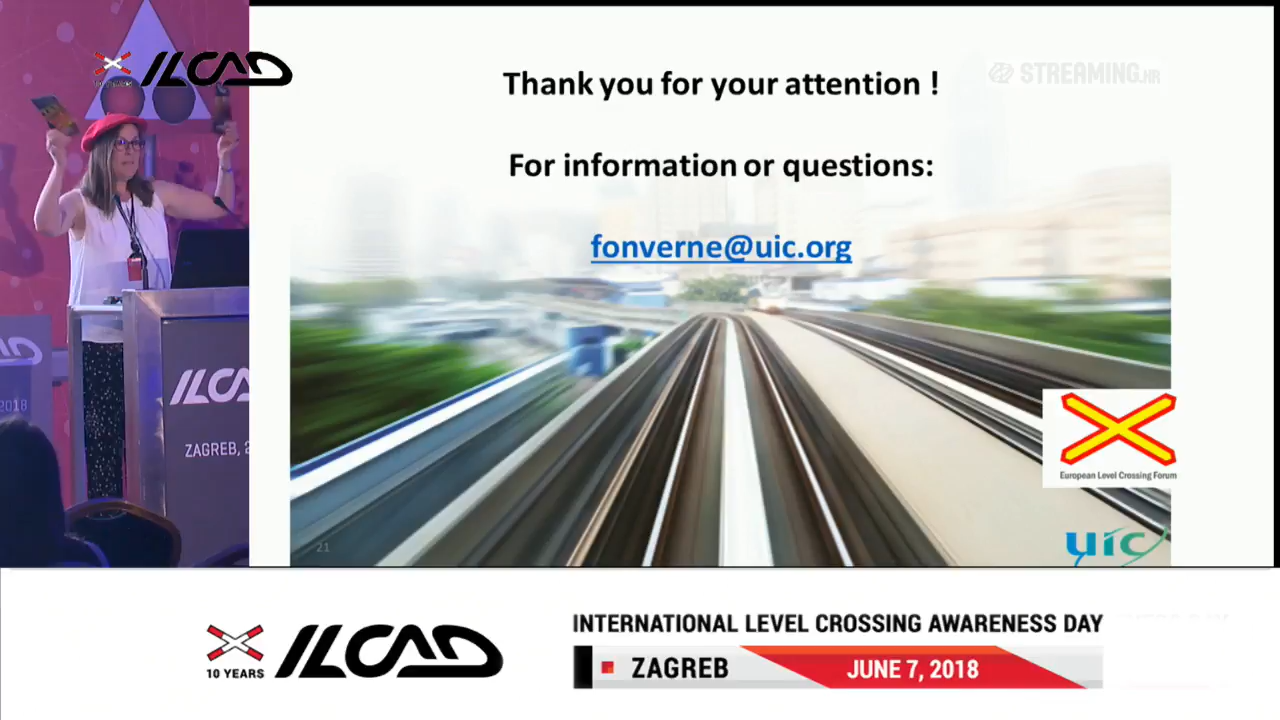 ILCAD
Thank you for your attention !
STREAMING.HR
For information or questions:
fonverne@uic.org
ILCA
2018
ZAGREB, 2
European Level Crossing Forum
uic
21
10 YEARS
ILCAD
INTERNATIONAL LEVEL CROSSING AWARENESS DAY
ZAGREB
JUNE 7, 2018